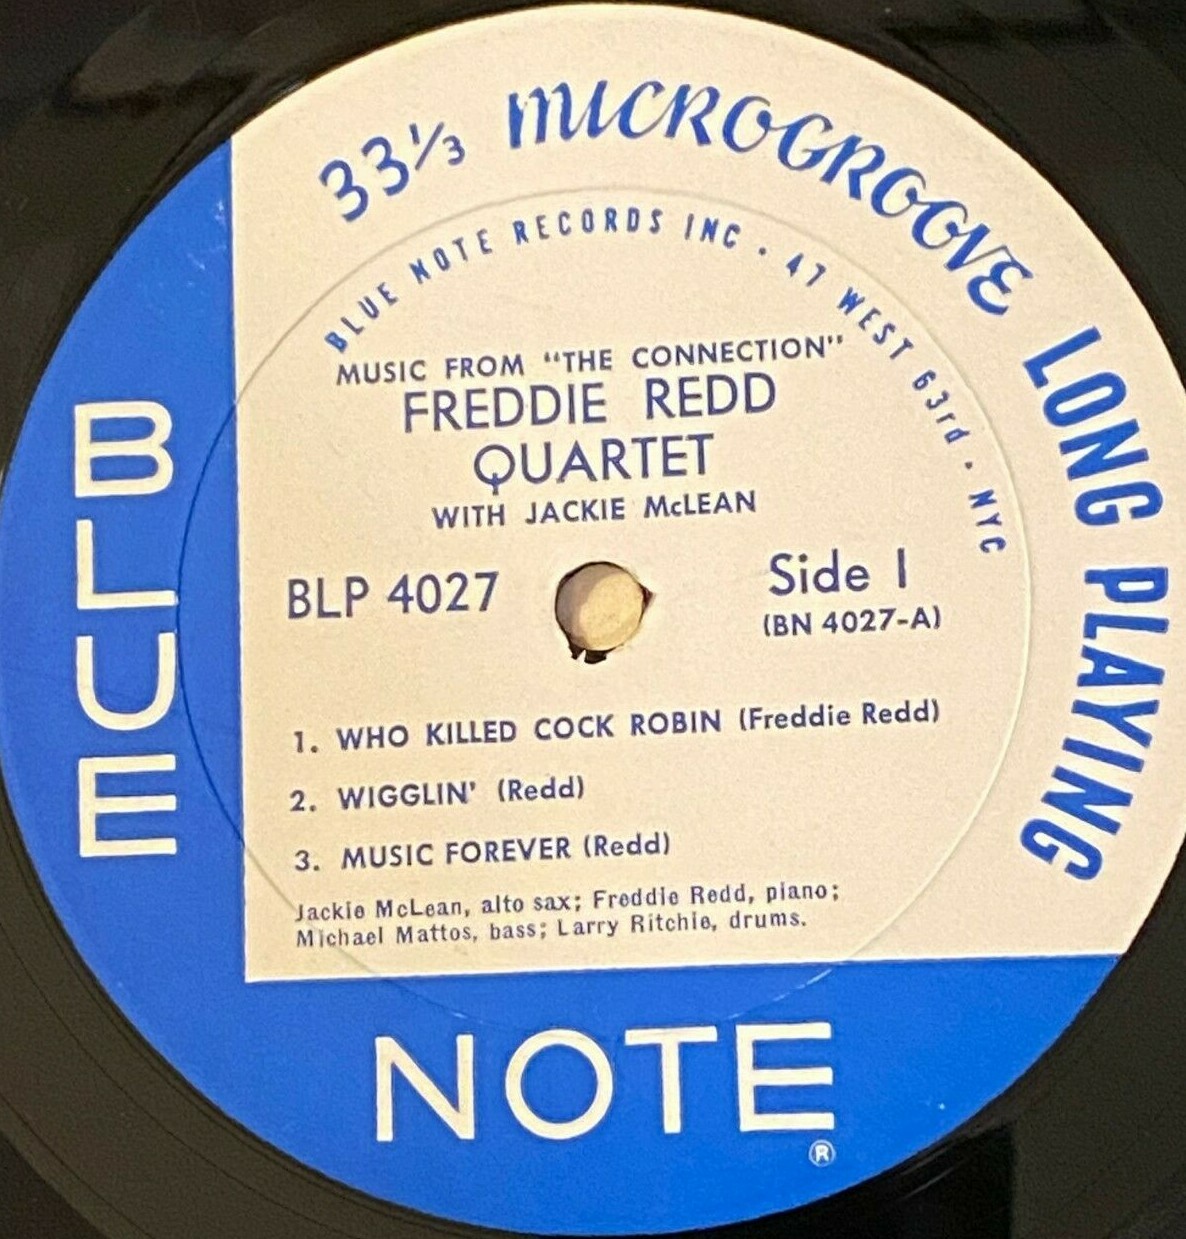 33⅓ MICROGROOVE LONG PLAYING
BLUE NOTE RECORDS INC · 47 WEST 63rd · NYC
MUSIC FROM "THE CONNECTION"
FREDDIE REDD
QUARTET
WITH JACKIE McLEAN
BLP 4027
Side 1
(BN 4027-A)
1. WHO KILLED COCK ROBIN (Freddie Redd)
2. WIGGLIN' (Redd)
3. MUSIC FOREVER (Redd)
Jackie McLean, alto sax; Freddie Redd, piano;
Michael Mattos, bass; Larry Ritchie, drums.
BLUE
NOTE®